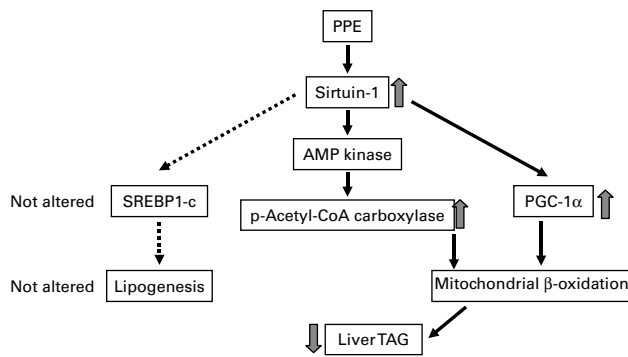 PPE
Sirtuin-1
AMP kinase
Not altered
SREBP1-c
p-Acetyl-CoA carboxylase
PGC-1α
Not altered
Lipogenesis
Mitochondrial β-oxidation
Liver TAG